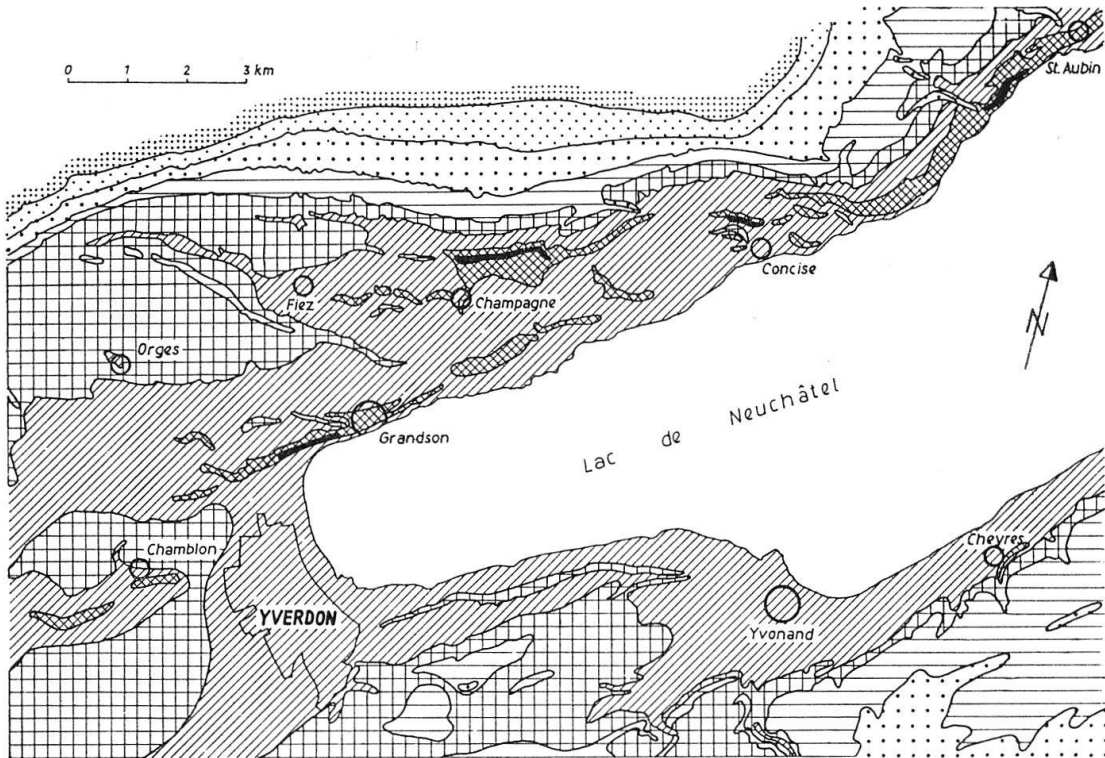 0 1 2 3 km
St. Aubin
Concise
Fiez
Champagne
Orges
N
Grandson
Lac de Neuchâtel
Chamblon
Cheyres
YVERDON
Yvonand